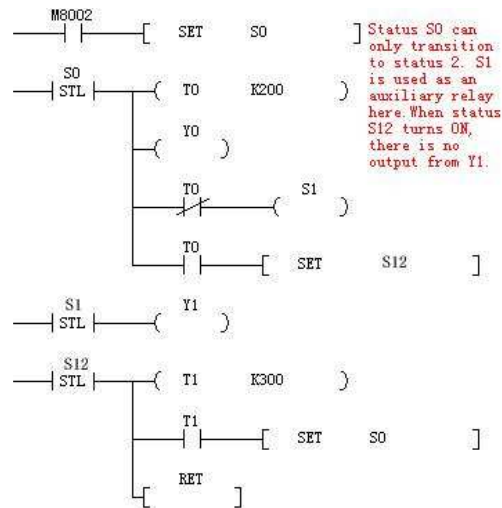 M8002
SET S0
Status S0 can
only transition
to status 2. S1
is used as an
auxiliary relay
here.When status
S12 turns ON,
there is no
output from Y1.
S0
STL
T0 K200
Y0
T0
S1
T0
SET S12
S1
STL
Y1
S12
STL
T1 K300
T1
SET S0
RET